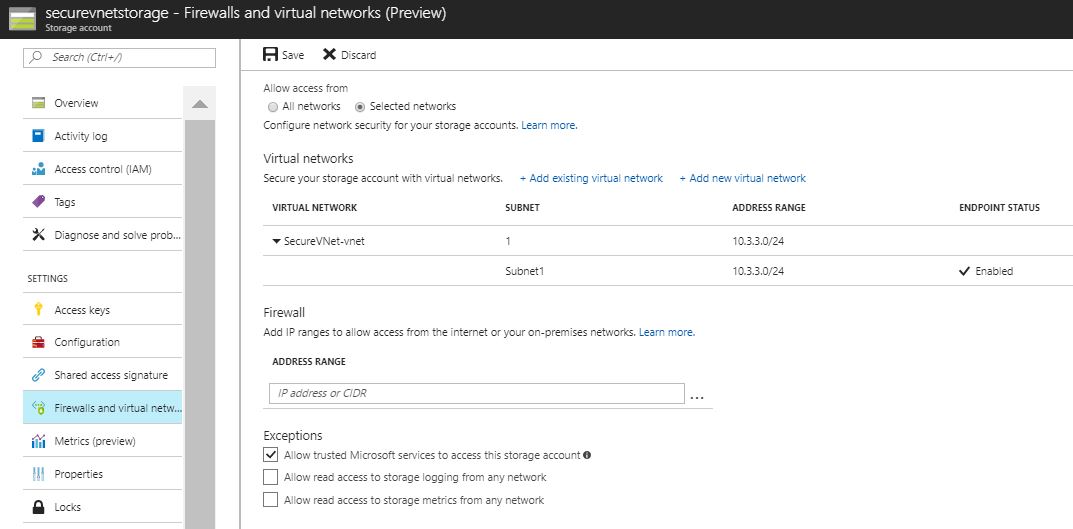 securevnetstorage - Firewalls and virtual networks (Preview)
Storage account
Search (Ctrl+/)
Overview
Activity log
Access control (IAM)
Tags
Diagnose and solve prob...
SETTINGS
Access keys
Configuration
Shared access signature
Firewalls and virtual netw...
Metrics (preview)
Properties
Locks
Save Discard
Allow access from
All networks Selected networks
Configure network security for your storage accounts. Learn more.
Virtual networks
Secure your storage account with virtual networks. + Add existing virtual network + Add new virtual network
VIRTUAL NETWORK SUBNET ADDRESS RANGE ENDPOINT STATUS
SecureVNet-vnet 1 10.3.3.0/24
Subnet1 10.3.3.0/24 Enabled
Firewall
Add IP ranges to allow access from the internet or your on-premises networks. Learn more.
ADDRESS RANGE
IP address or CIDR ...
Exceptions
Allow trusted Microsoft services to access this storage account
Allow read access to storage logging from any network
Allow read access to storage metrics from any network